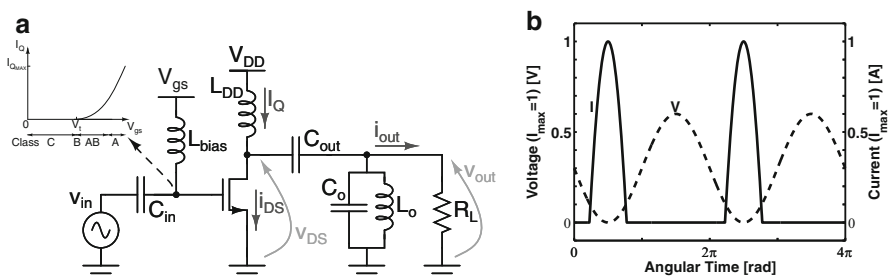 a
I_Q
I_QMAX
0
V_t
V_gs
Class C B AB A
V_gs
L_bias
V_DD
L_DD
I_Q
C_out
i_out
v_in
C_in
i_DS
v_DS
C_o
L_o
R_L
v_out
b
Voltage (I_max=1) [V]
1
0.5
0
I
V
1
0.5
0
Current (I_max=1) [A]
0 2π 4π
Angular Time [rad]